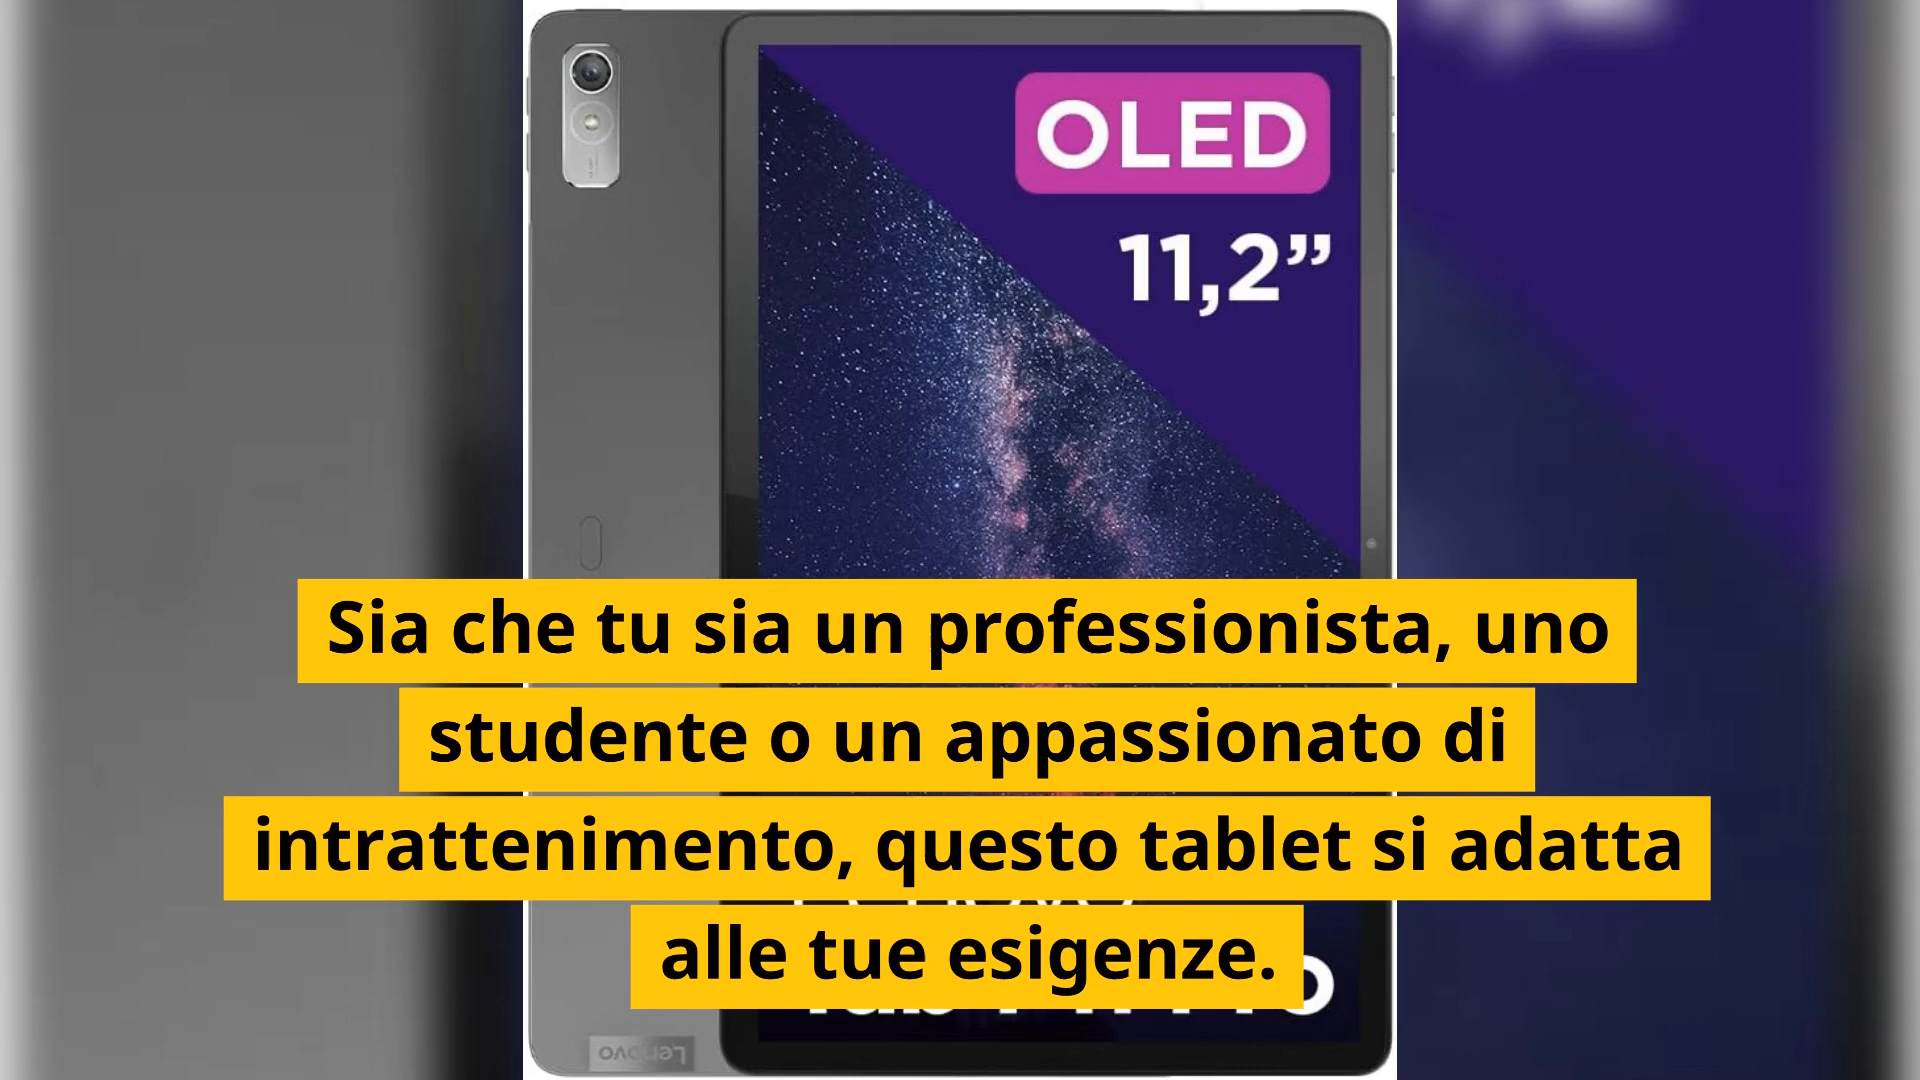 OLED
11,2”
Sia che tu sia un professionista, uno
studente o un appassionato di
intrattenimento, questo tablet si adatta
alle tue esigenze.
Lenovo